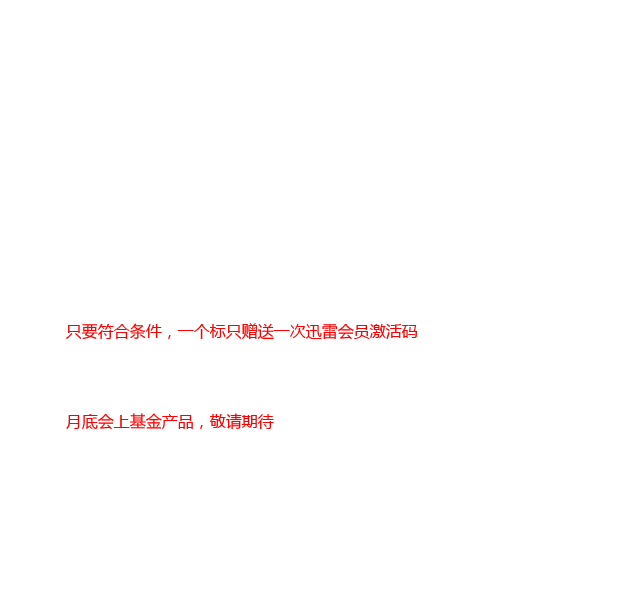 只要符合条件，一个标只赠送一次迅雷会员激活码
月底会上基金产品，敬请期待